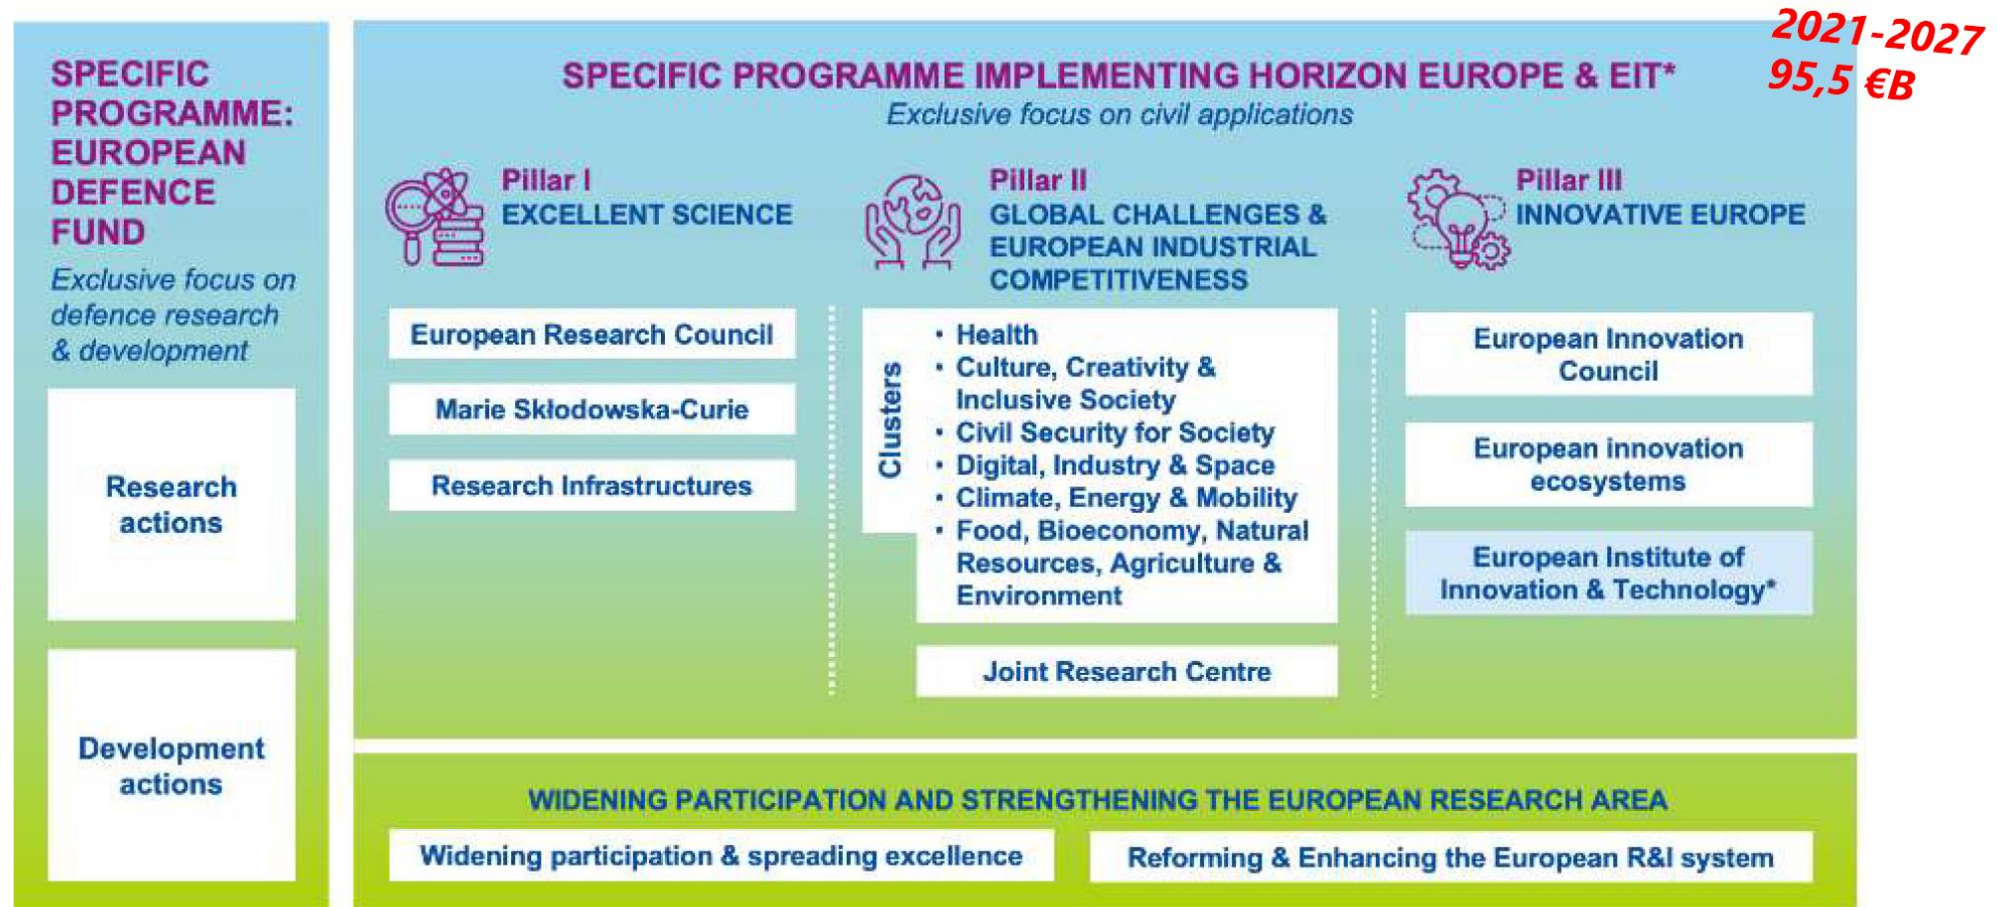 SPECIFIC
PROGRAMME:
EUROPEAN
DEFENCE
FUND
Exclusive focus on
defence research
& development
Research
actions
Development
actions
2021-2027
95,5 €B
SPECIFIC PROGRAMME IMPLEMENTING HORIZON EUROPE & EIT*
Exclusive focus on civil applications
Pillar I
EXCELLENT SCIENCE
European Research Council
Marie Skłodowska-Curie
Research Infrastructures
Pillar II
GLOBAL CHALLENGES &
EUROPEAN INDUSTRIAL
COMPETITIVENESS
Clusters
• Health
• Culture, Creativity &
Inclusive Society
• Civil Security for Society
• Digital, Industry & Space
• Climate, Energy & Mobility
• Food, Bioeconomy, Natural
Resources, Agriculture &
Environment
Joint Research Centre
Pillar III
INNOVATIVE EUROPE
European Innovation
Council
European innovation
ecosystems
European Institute of
Innovation & Technology*
WIDENING PARTICIPATION AND STRENGTHENING THE EUROPEAN RESEARCH AREA
Widening participation & spreading excellence
Reforming & Enhancing the European R&I system